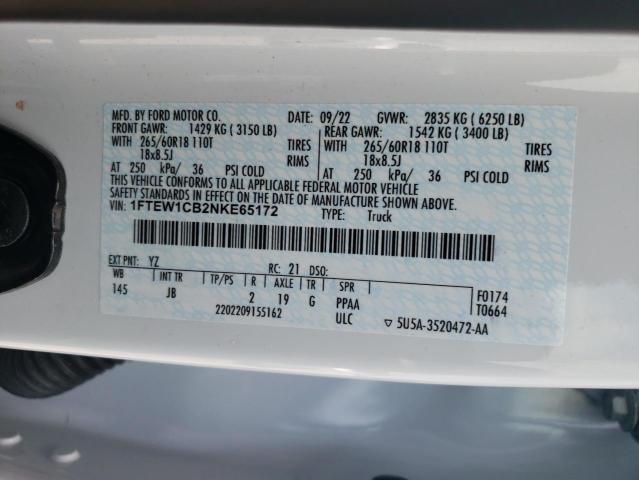 MFD. BY FORD MOTOR CO. DATE: 09/22 GVWR: 2835 KG ( 6250 LB)
FRONT GAWR: 1429 KG ( 3150 LB) REAR GAWR: 1542 KG ( 3400 LB)
WITH 265/60R18 110T TIRES WITH 265/60R18 110T TIRES
18x8.5J RIMS 18x8.5J RIMS
AT 250 kPa/ 36 PSI COLD AT 250 kPa/ 36 PSI COLD
THIS VEHICLE CONFORMS TO ALL APPLICABLE FEDERAL MOTOR VEHICLE
SAFETY STANDARDS IN EFFECT ON THE DATE OF MANUFACTURE SHOWN ABOVE.
VIN: 1FTEW1CB2NKE65172 TYPE: Truck
EXT PNT: YZ RC: 21 DSO:
WB INT TR TP/PS R AXLE TR SPR F0174
145 JB 2 19 G PPAA T0664
2202209155162 ULC 5U5A-3520472-AA